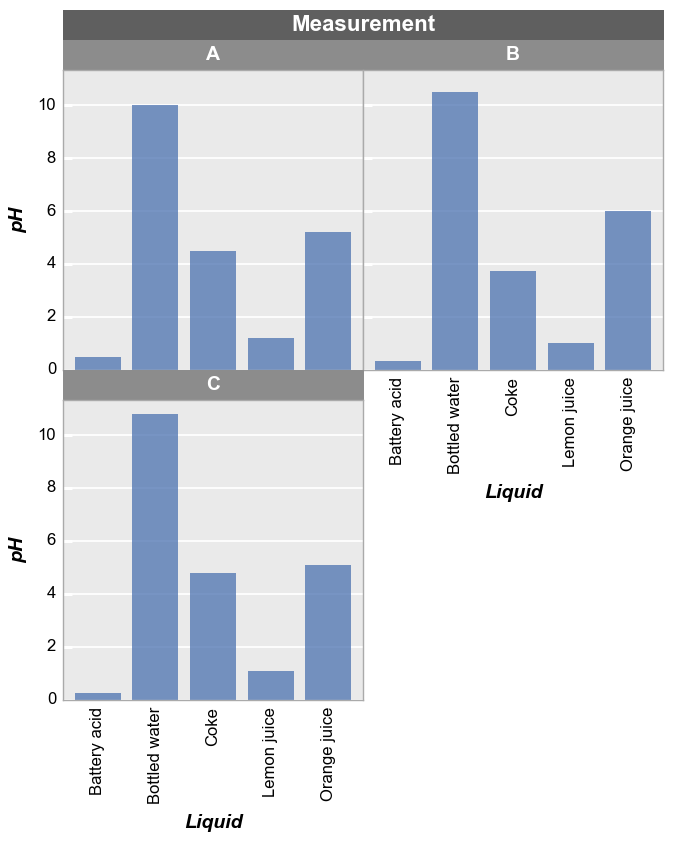 Measurement
A
B
pH
10
8
6
4
2
0
C
Battery acid
Bottled water
Coke
Lemon juice
Orange juice
Liquid
pH
10
8
6
4
2
0
Battery acid
Bottled water
Coke
Lemon juice
Orange juice
Liquid